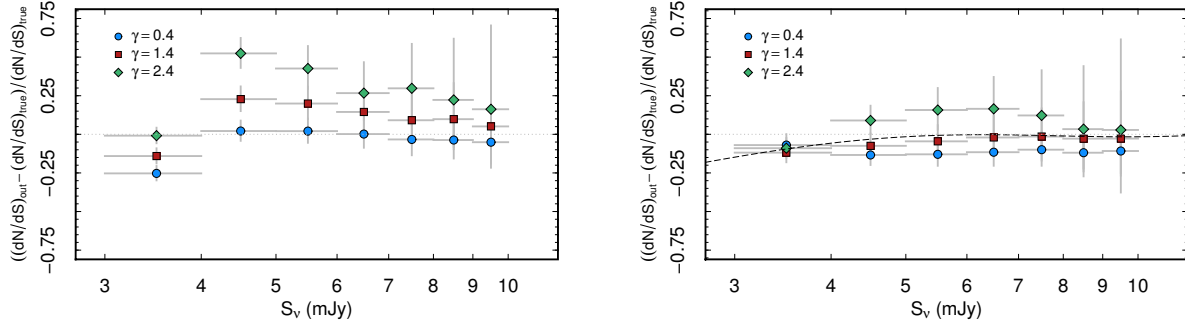 ((dN/dS)out−(dN/dS)true)/(dN/dS)true
0.75
0.25
−0.25
−0.75
γ = 0.4
γ = 1.4
γ = 2.4
3 4 5 6 7 8 9 10
Sν (mJy)
((dN/dS)out−(dN/dS)true)/(dN/dS)true
0.75
0.25
−0.25
−0.75
γ = 0.4
γ = 1.4
γ = 2.4
3 4 5 6 7 8 9 10
Sν (mJy)